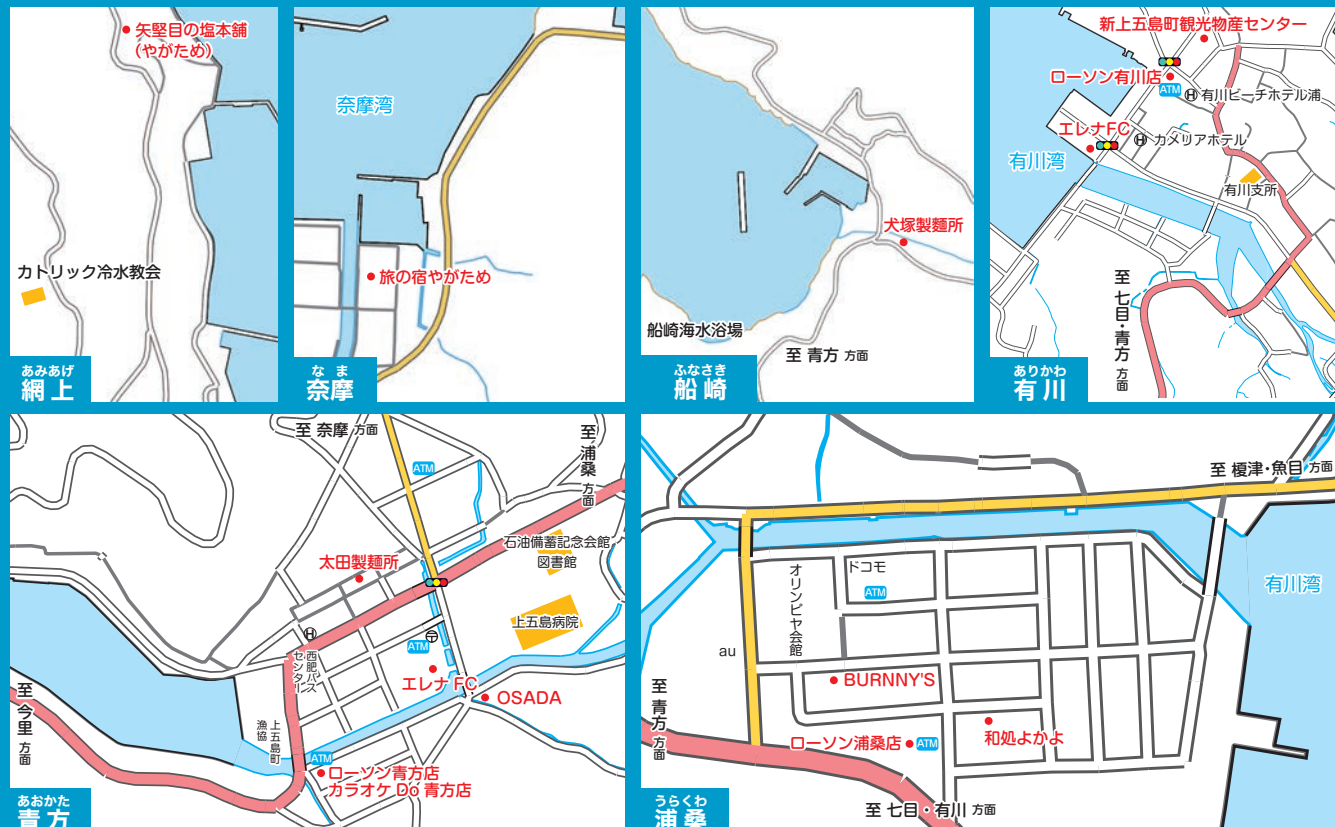 矢堅目の塩本舗
(やがため)
カトリック冷水教会
あみあげ
網上
奈摩湾
旅の宿やがため
なま
奈摩
犬塚製麵所
船崎海水浴場
至 青方 方面
ふなさき
船崎
新上五島町観光物産センター
ローソン有川店
ATM
H 有川ビーチホテル浦
エレナFC
H カメリアホテル
有川湾
有川支所
至 七目・青方 方面
ありかわ
有川
至 奈摩 方面
至 浦桑 方面
ATM
石油備蓄記念会館
図書館
太田製麵所
上五島病院
H
〒
ATM
西肥バス
センター
エレナ FC
OSADA
至 今里 方面
上五島町
漁協
ATM
ローソン青方店
カラオケ Do 青方店
あおかた
青方
至 榎津・魚目 方面
オリンピヤ会館
ドコモ
ATM
有川湾
au
BURNNY'S
至 青方 方面
ローソン浦桑店
ATM
和処よかよ
至 七目・有川 方面
うらくわ
浦桑